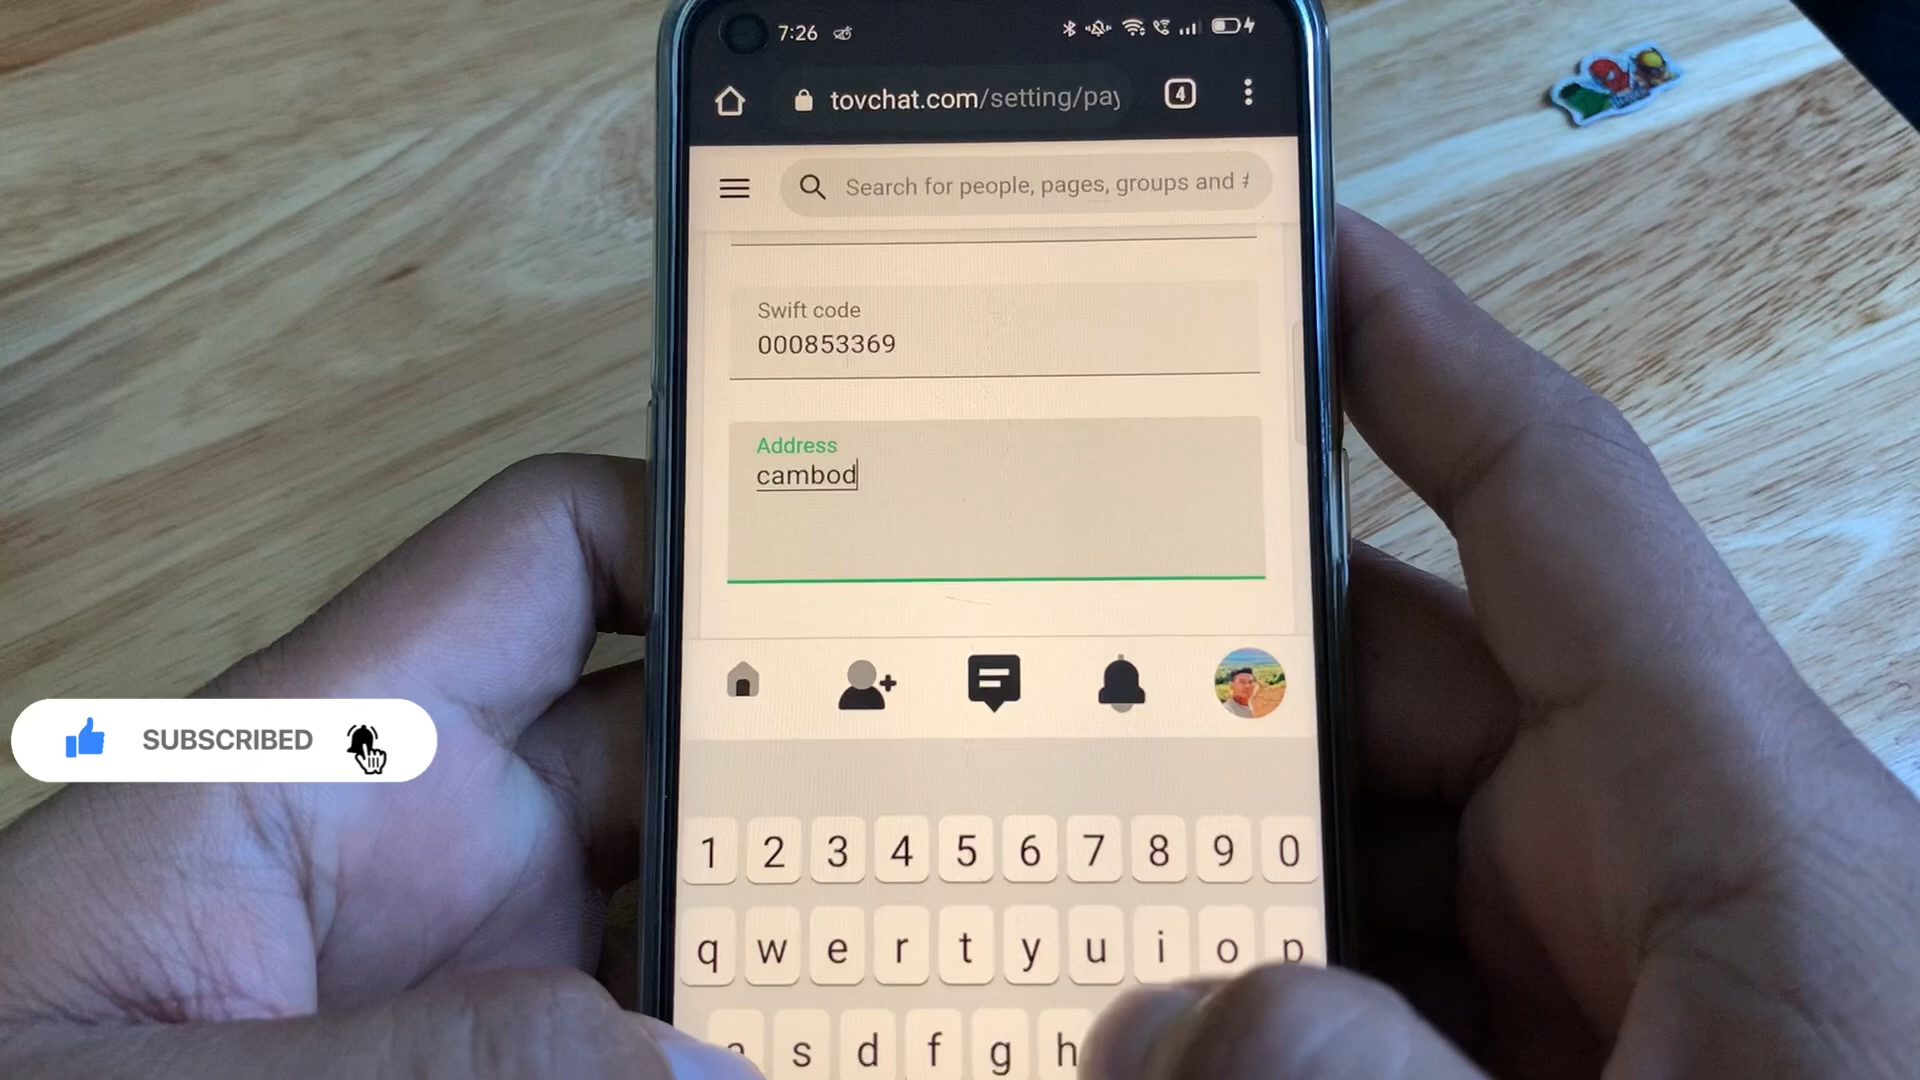 7:26
tovchat.com/setting/pay
4
Search for people, pages, groups and #
Swift code
000853369
Address
cambod
SUBSCRIBED
1 2 3 4 5 6 7 8 9 0
q w e r t y u i o p
a s d f g h